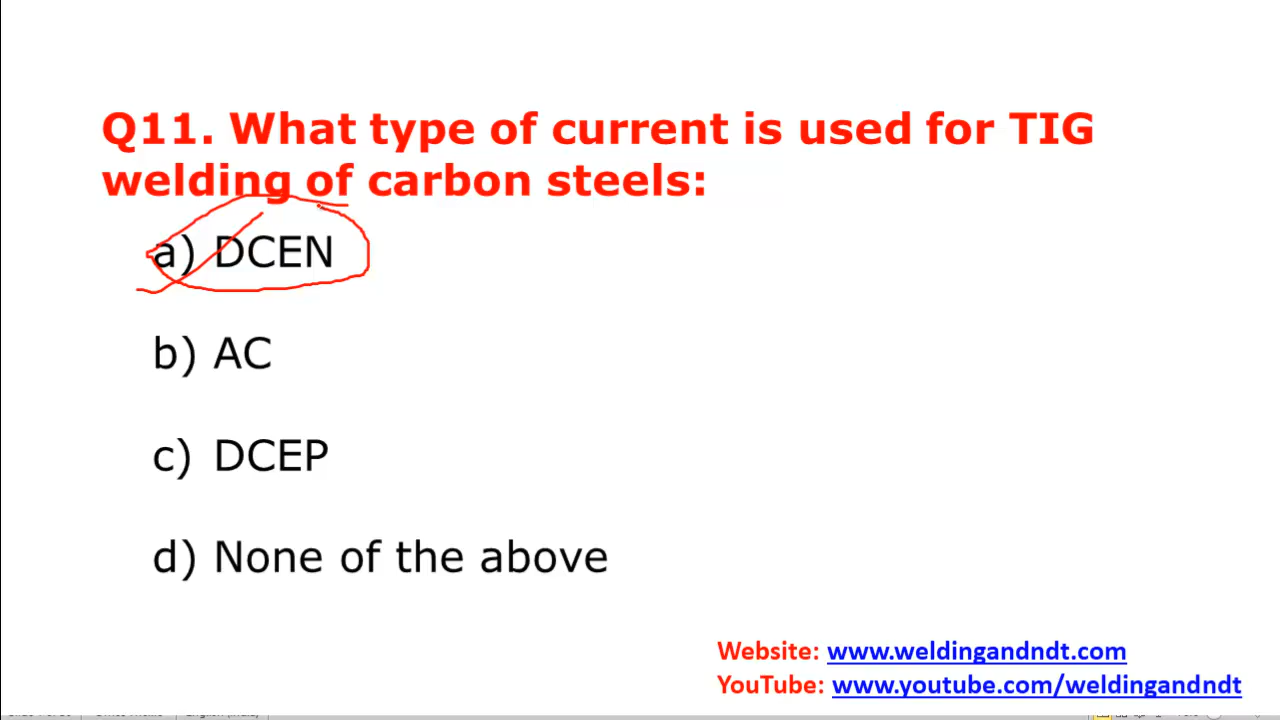 Q11. What type of current is used for TIG
welding of carbon steels:
a) DCEN
b) AC
c) DCEP
d) None of the above
Website: www.weldingandndt.com
YouTube: www.youtube.com/weldingandndt